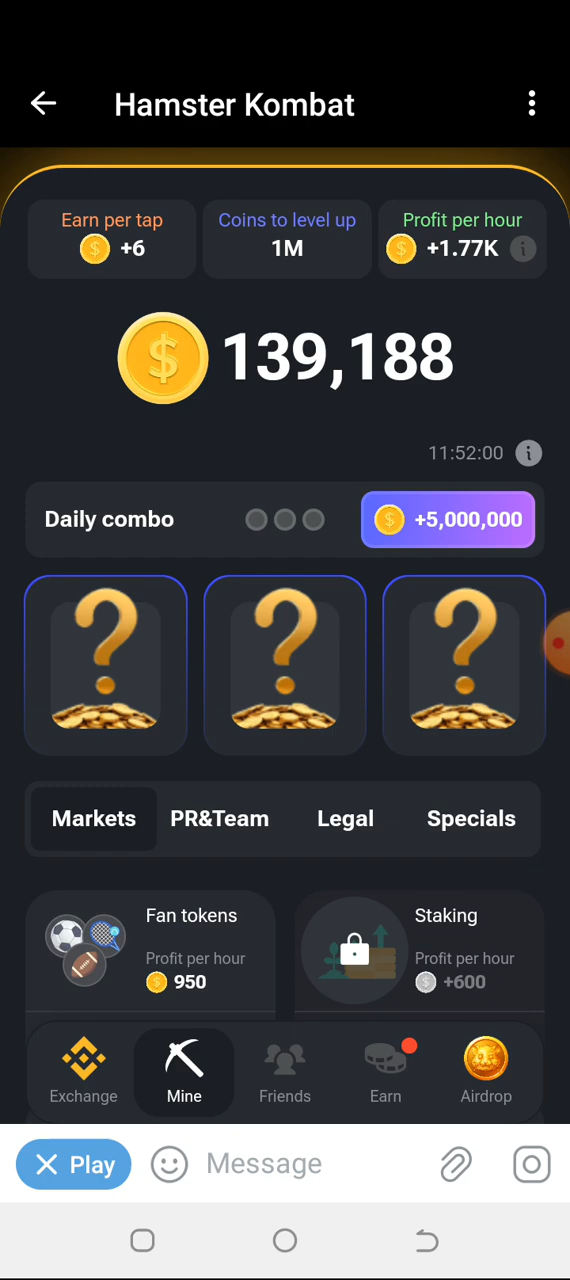 Hamster Kombat
Earn per tap
+6
Coins to level up
1M
Profit per hour
+1.77K
139,188
11:52:00
Daily combo
+5,000,000
Markets
PR&Team
Legal
Specials
Fan tokens
Profit per hour
950
Staking
Profit per hour
+600
Exchange
Mine
Friends
Earn
Airdrop
Play
Message